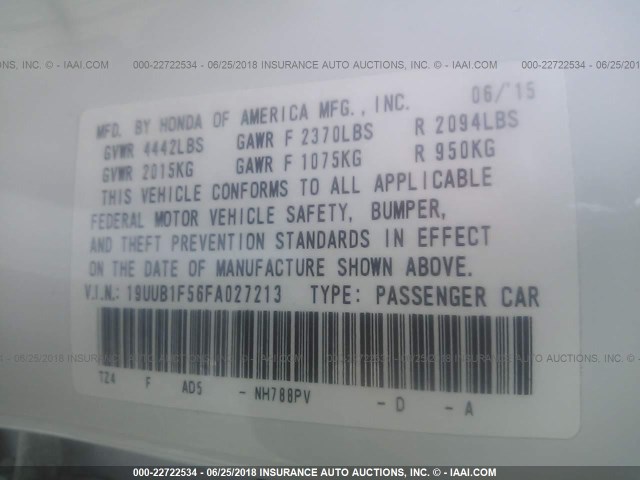 000-22722534 / 06/25/2018 INSURANCE AUTO AUCTIONS, INC. © - IAAI.COM
MFD. BY HONDA OF AMERICA MFG., INC. 06/'15
GVWR 4442LBS GAWR F 2370LBS R 2094LBS
GVWR 2015KG GAWR F 1075KG R 950KG
THIS VEHICLE CONFORMS TO ALL APPLICABLE
FEDERAL MOTOR VEHICLE SAFETY, BUMPER,
AND THEFT PREVENTION STANDARDS IN EFFECT
ON THE DATE OF MANUFACTURE SHOWN ABOVE.
V.I.N.: 19UUB1F56FA027213 TYPE: PASSENGER CAR
TZ4 F AD5 - NH788PV - D - A
000-22722534 / 06/25/2018 INSURANCE AUTO AUCTIONS, INC. © - IAAI.COM
000-22722534 / 06/25/2018 INSURANCE AUTO AUCTIONS, INC. © - IAAI.COM